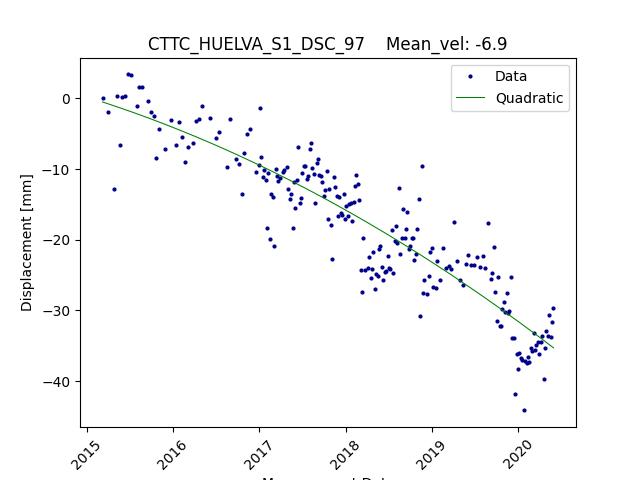 CTTC_HUELVA_S1_DSC_97    Mean_vel: -6.9
Data
Quadratic
Displacement [mm]
0
−10
−20
−30
−40
2015
2016
2017
2018
2019
2020